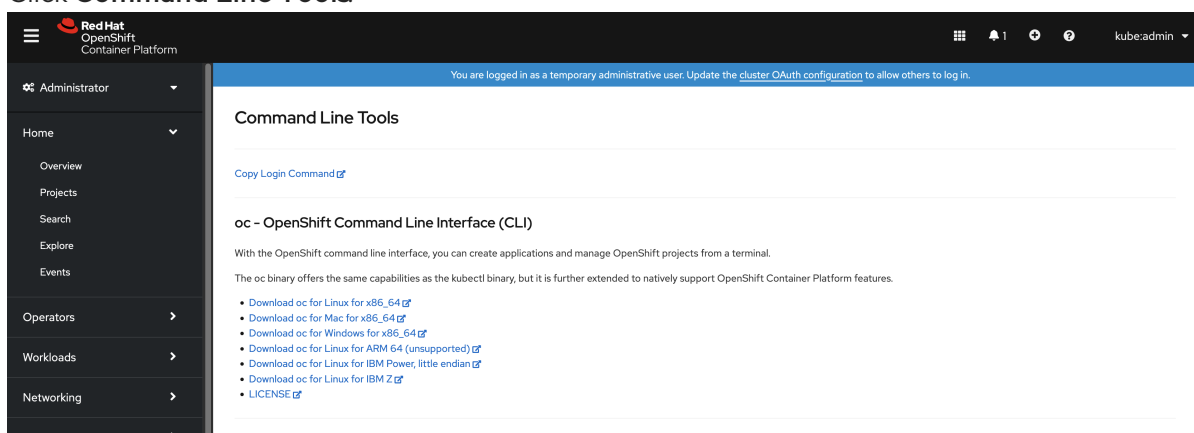 Click Command Line Tools
Red Hat
OpenShift
Container Platform
1
kube:admin
Administrator
You are logged in as a temporary administrative user. Update the cluster OAuth configuration to allow others to log in.
Home
Command Line Tools
Overview
Copy Login Command
Projects
Search
oc - OpenShift Command Line Interface (CLI)
Explore
With the OpenShift command line interface, you can create applications and manage OpenShift projects from a terminal.
Events
The oc binary offers the same capabilities as the kubectl binary, but it is further extended to natively support OpenShift Container Platform features.
Download oc for Linux for x86_64
Operators
Download oc for Mac for x86_64
Download oc for Windows for x86_64
Download oc for Linux for ARM 64 (unsupported)
Workloads
Download oc for Linux for IBM Power, little endian
Download oc for Linux for IBM Z
LICENSE
Networking